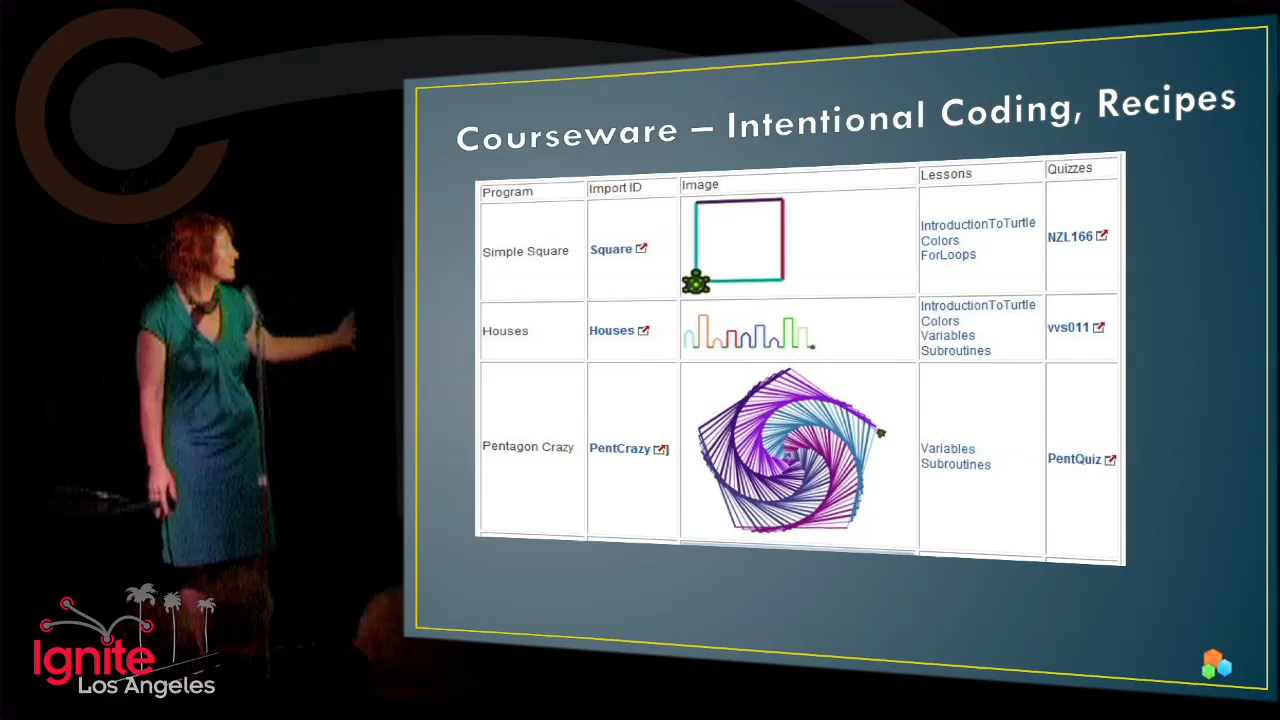 Courseware – Intentional Coding, Recipes
Program Import ID Image Lessons Quizzes
Simple Square Square IntroductionToTurtle NZL166
Colors
ForLoops
Houses Houses IntroductionToTurtle vvs011
Colors
Variables
Subroutines
Pentagon Crazy PentCrazy Variables PentQuiz
Subroutines
Ignite
Los Angeles